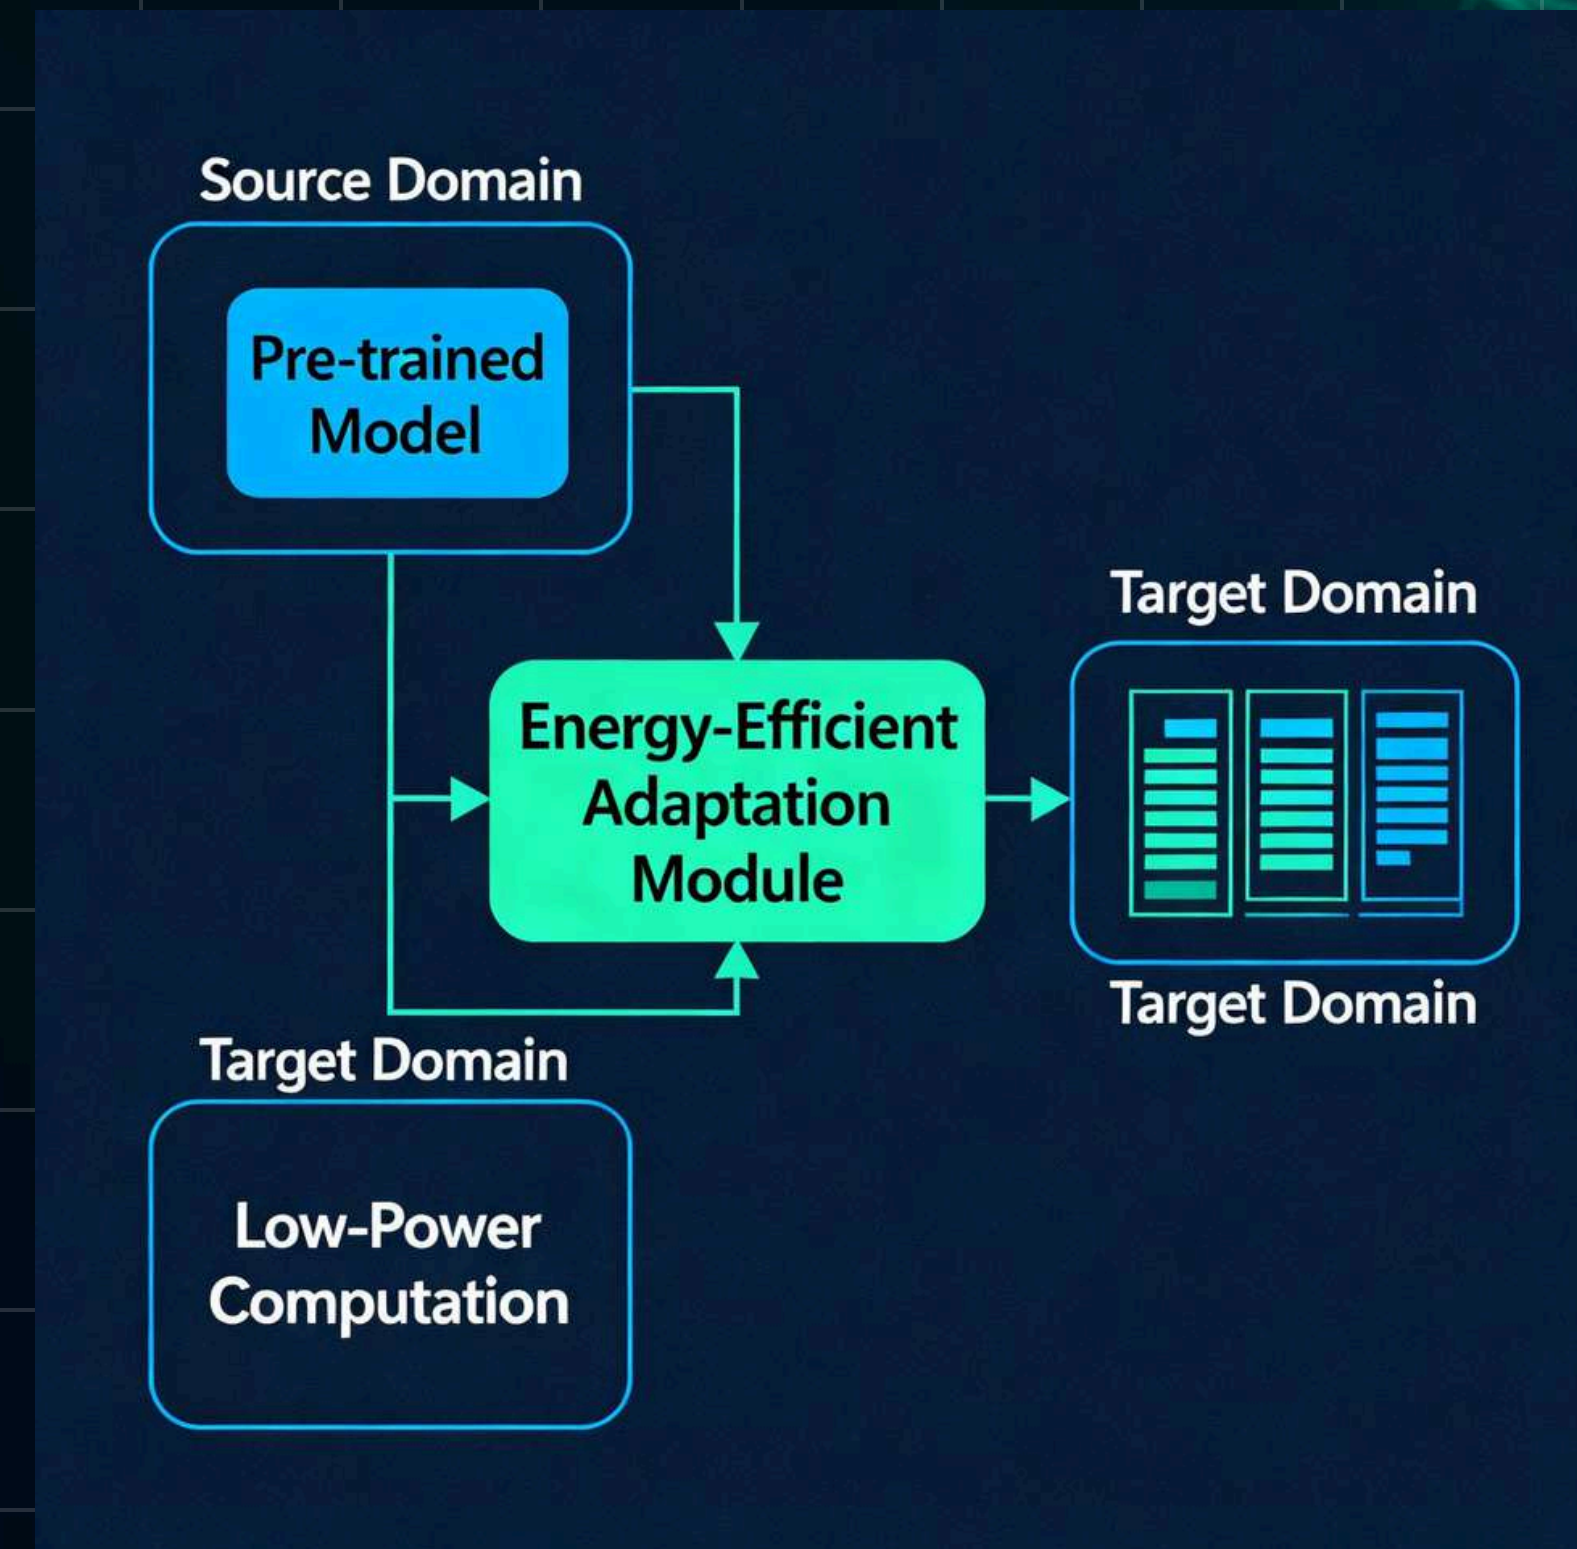 Source Domain
Pre-trained
Model
Energy-Efficient
Adaptation
Module
Target Domain
Target Domain
Target Domain
Low-Power
Computation